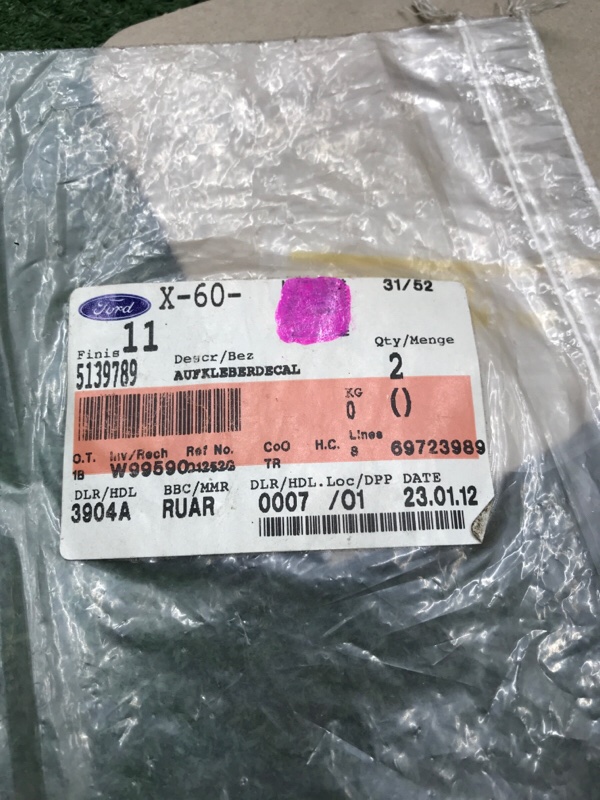 Ford X-60- 31/52
Finis 11 Descr/Bez Qty/Menge
5139789 AUFKLEBERDECAL 2
KG
0 ()
O.T. Inv/Rech Ref No. CoO H.C. Lines
1B W99590 TR 8 69723989
DLR/HDL BBC/MMR DLR/HDL.Loc/DPP DATE
3904A RUAR 0007 /01 23.01.12